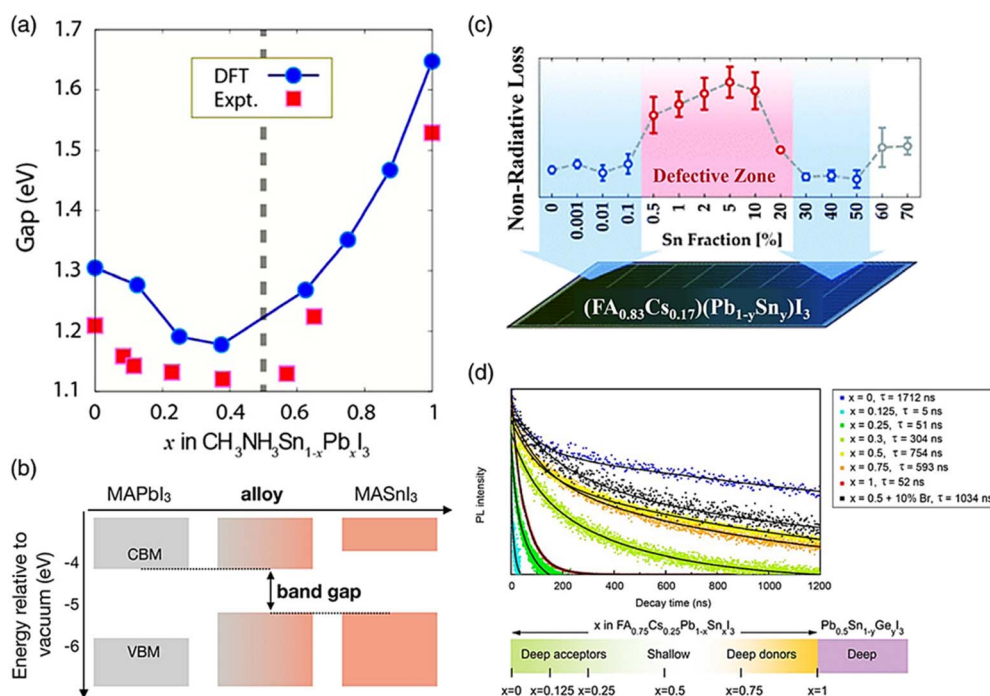 (a)
1.7
1.6
1.5
1.4
1.3
1.2
1.1
Gap (eV)
DFT
Expt.
0 0.2 0.4 0.6 0.8 1
x in CH₃NH₃Sn₁₋ₓPbₓI₃
(b)
MAPbI₃ alloy MASnI₃
Energy relative to
vacuum (eV)
-4
-5
-6
CBM
band gap
VBM
(c)
Non-Radiative Loss
Defective Zone
0 0.001 0.01 0.1 0.5 1 2 5 10 20 30 40 50 60 70
Sn Fraction [%]
(FA₀.₈₃Cs₀.₁₇)(Pb₁₋ᵧSnᵧ)I₃
(d)
PL intensity
x = 0, τ = 1712 ns
x = 0.125, τ = 5 ns
x = 0.25, τ = 51 ns
x = 0.3, τ = 304 ns
x = 0.5, τ = 754 ns
x = 0.75, τ = 593 ns
x = 1, τ = 52 ns
x = 0.5 + 10% Br, τ = 1034 ns
0 200 400 600 800 1000 1200
Decay time (ns)
x in FA₀.₇₅Cs₀.₂₅Pb₁₋ₓSnₓI₃ Pb₀.₅Sn₁₋ᵧGeᵧI₃
Deep acceptors Shallow Deep donors Deep
x=0 x=0.125 x=0.25 x=0.5 x=0.75 x=1